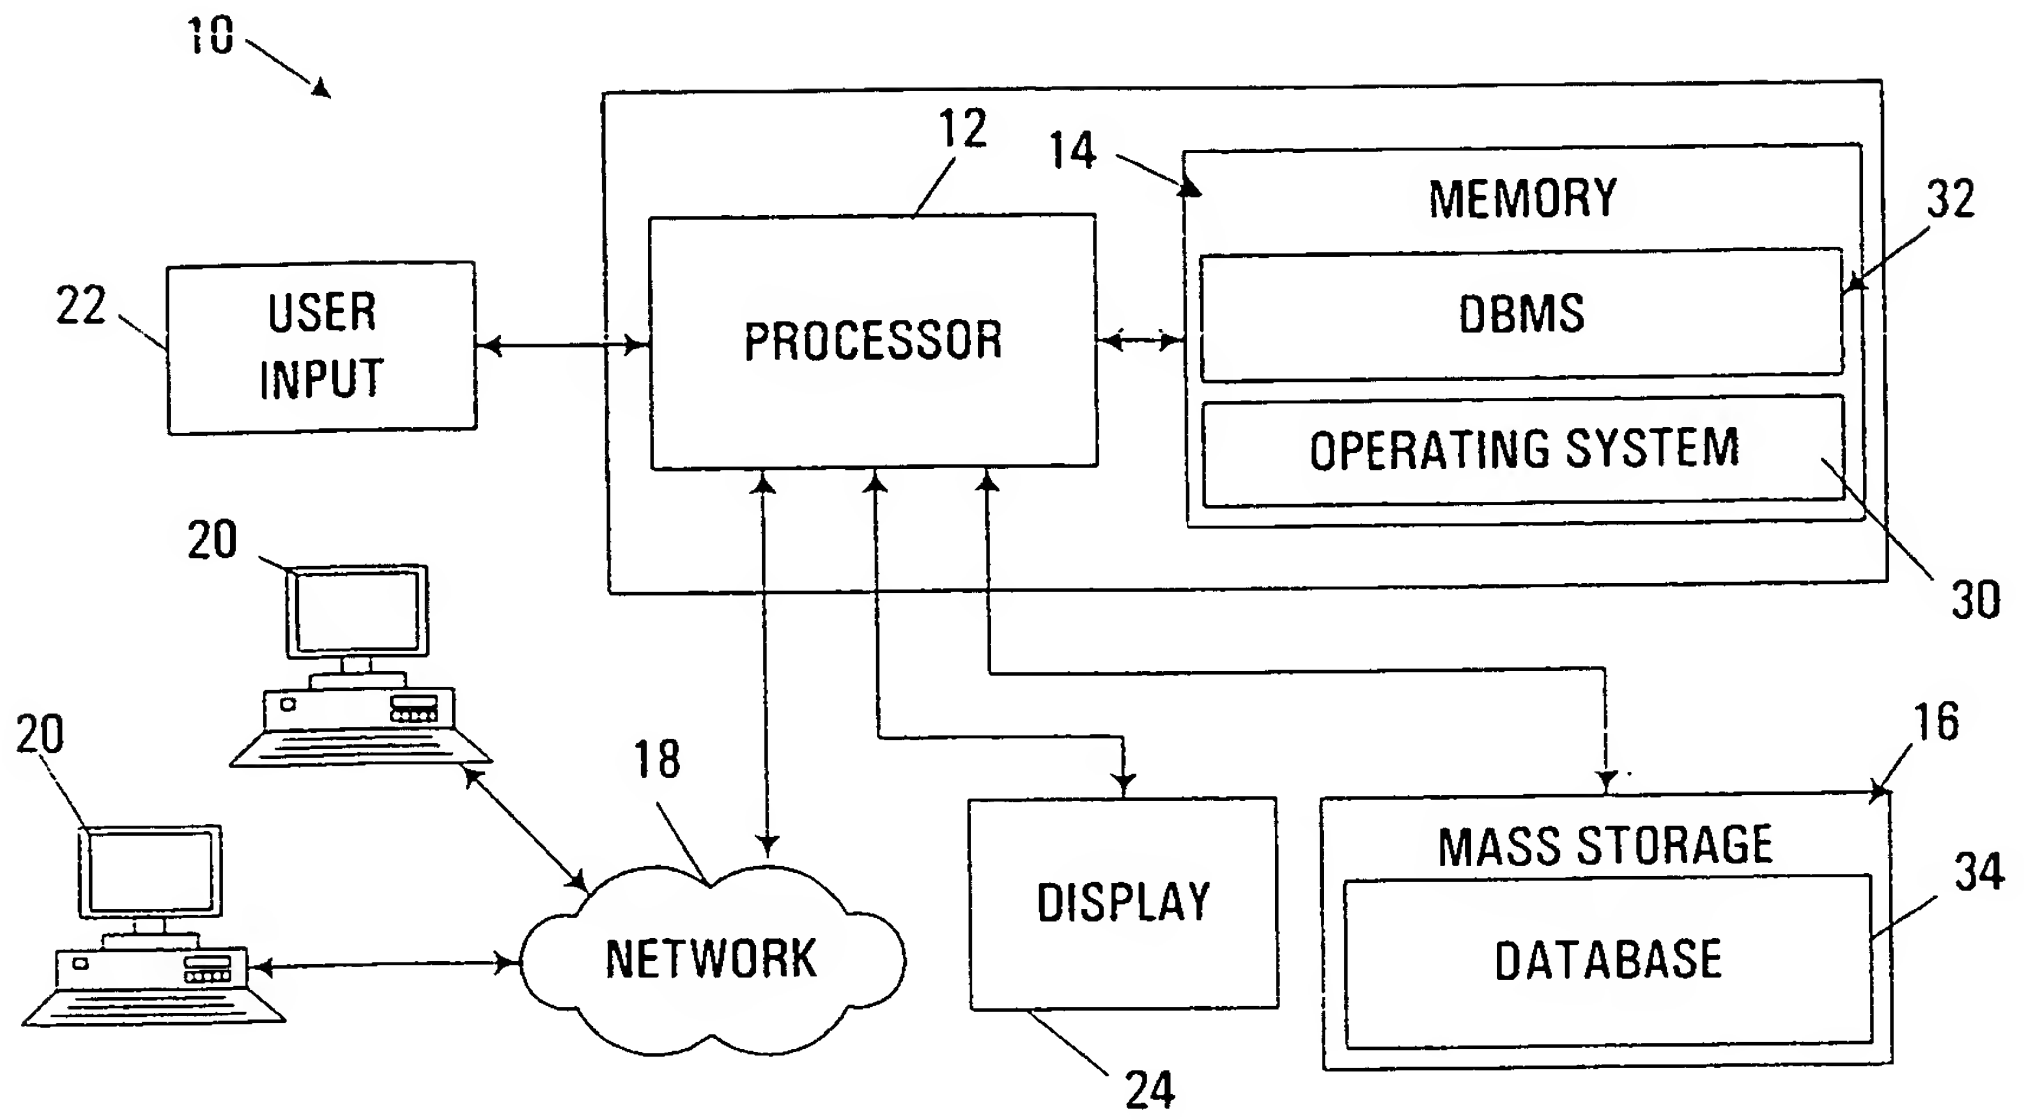 10
12
14
MEMORY
32
22
USER
INPUT
PROCESSOR
DBMS
OPERATING SYSTEM
30
20
20
18
16
MASS STORAGE
34
DISPLAY
NETWORK
DATABASE
24